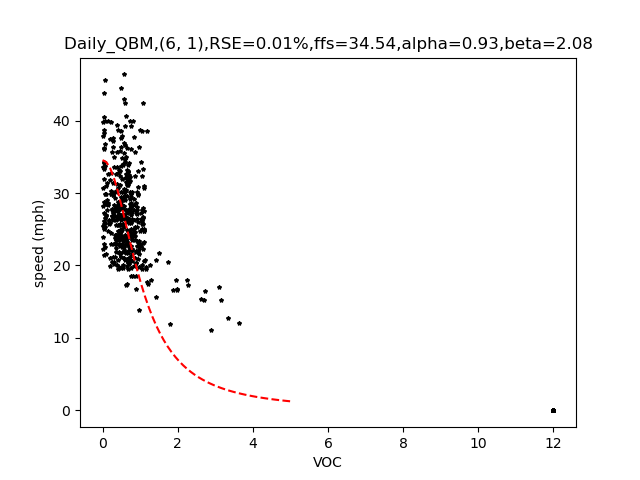 Daily_QBM,(6, 1),RSE=0.01%,ffs=34.54,alpha=0.93,beta=2.08
40
30
20
10
0
speed (mph)
0 2 4 6 8 10 12
VOC